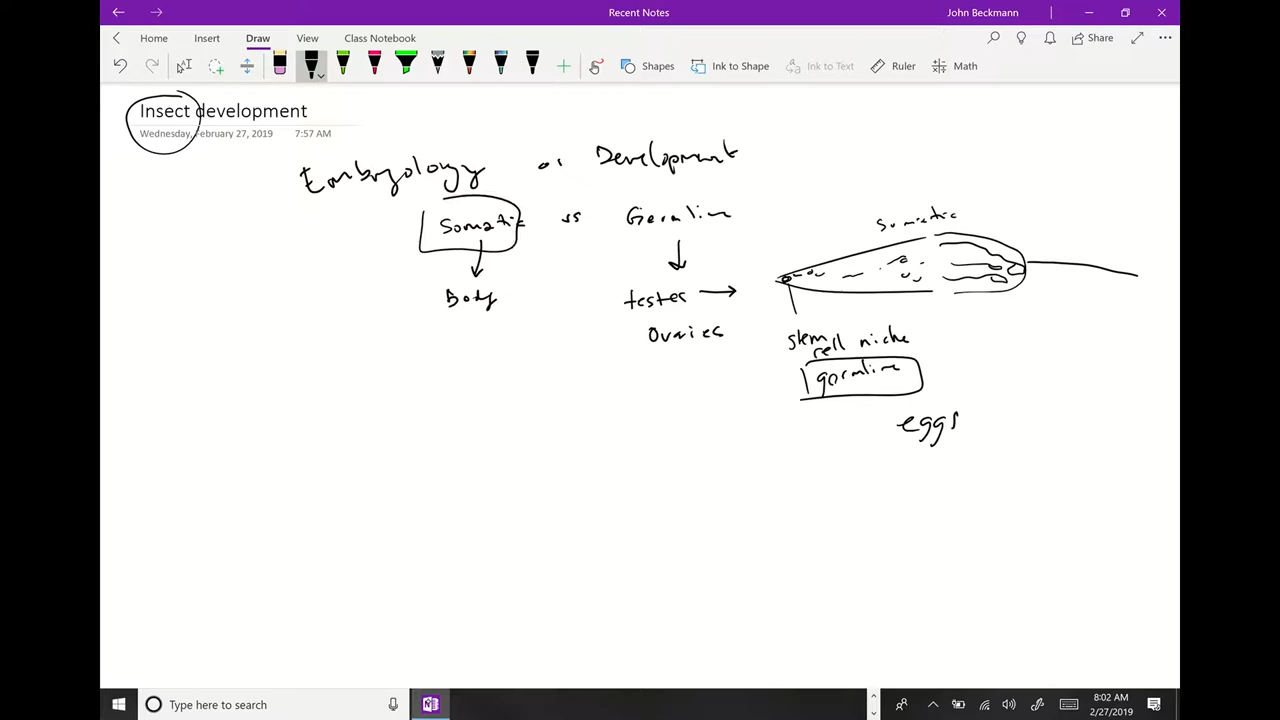 Recent Notes
John Beckmann
Home Insert Draw View Class Notebook
Share
Shapes Ink to Shape Ink to Text Ruler Math
Insect development
Wednesday, February 27, 2019 7:57 AM
Embryology or Development
Somatic vs Germline
Somatic
Body
testes
Ovaries
stem
cell niche
germline
eggs
Type here to search
8:02 AM
2/27/2019